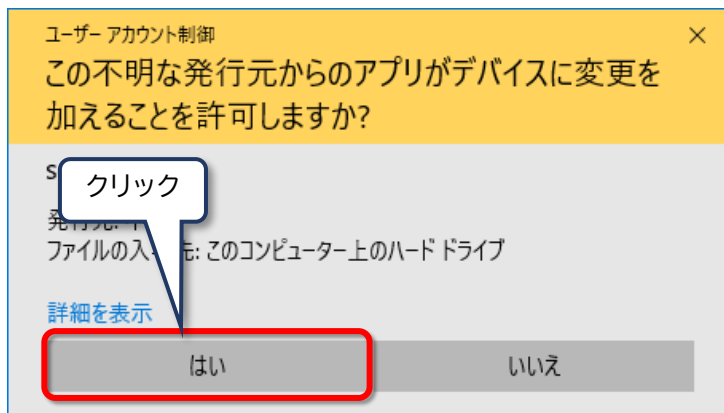 ユーザー アカウント制御
この不明な発行元からのアプリがデバイスに変更を
加えることを許可しますか?
クリック
発行元:
ファイルの入 先: このコンピューター上のハード ドライブ
詳細を表示
はい
いいえ